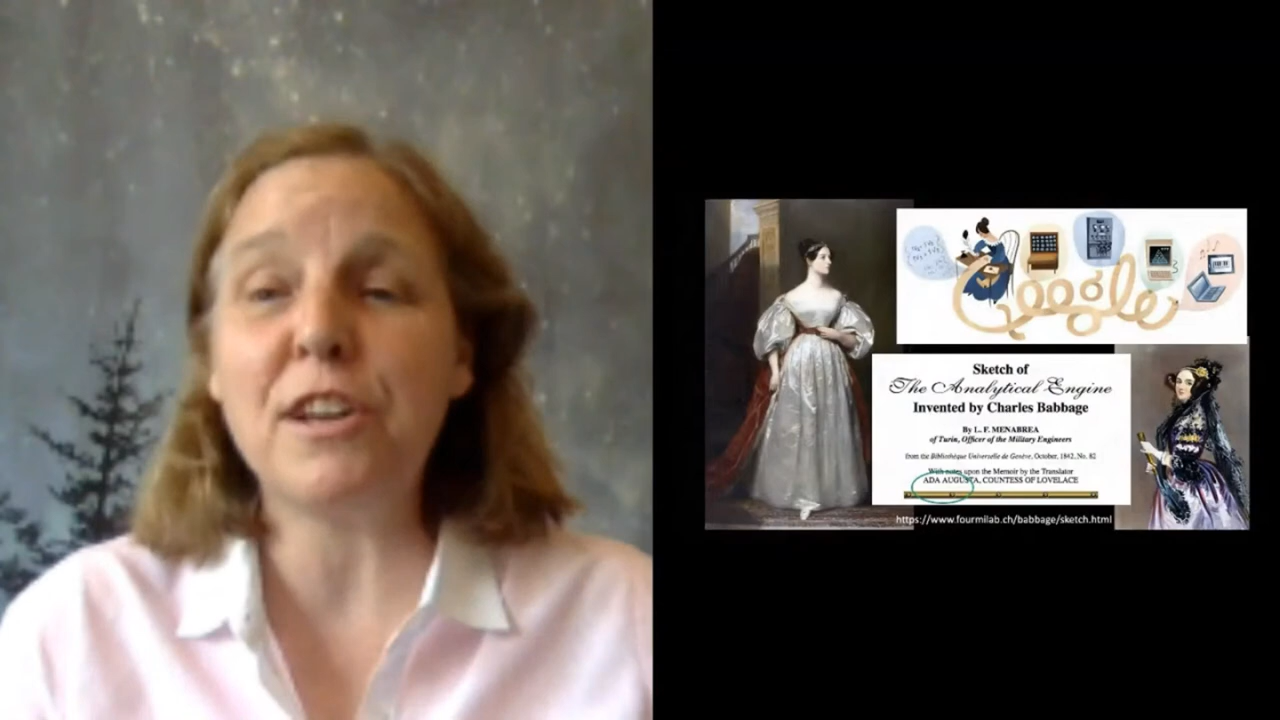 Google
Sketch of
The Analytical Engine
Invented by Charles Babbage
By L. F. MENABREA
of Turin, Officer of the Military Engineers
from the Bibliothèque Universelle de Genève, October, 1842, No. 82
With notes upon the Memoir by the Translator
ADA AUGUSTA, COUNTESS OF LOVELACE
https://www.fourmilab.ch/babbage/sketch.html